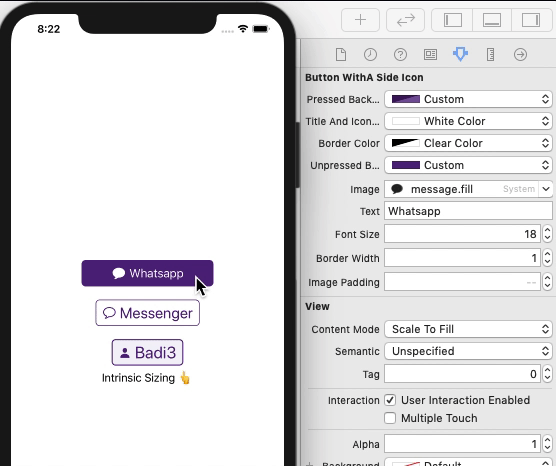 8:22
Whatsapp
Messenger
Badi3
Intrinsic Sizing 👆
Button WithA Side Icon
Pressed Back... Custom
Title And Icon... White Color
Border Color Clear Color
Unpressed B... Custom
Image message.fill System
Text Whatsapp
Font Size 18
Border Width 1
Image Padding --
View
Content Mode Scale To Fill
Semantic Unspecified
Tag 0
Interaction User Interaction Enabled
Multiple Touch
Alpha 1
Background Default